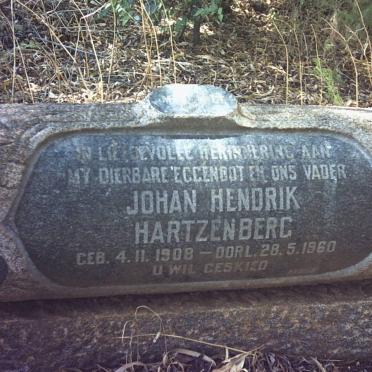 IN LIEFDEVOLLE HERINNERING AAN
MY DIERBARE EGGENOOT EN ONS VADER
JOHAN HENDRIK
HARTZENBERG
GEB. 4.11.1908 - OORL. 28.5.1960
U WIL GESKIED